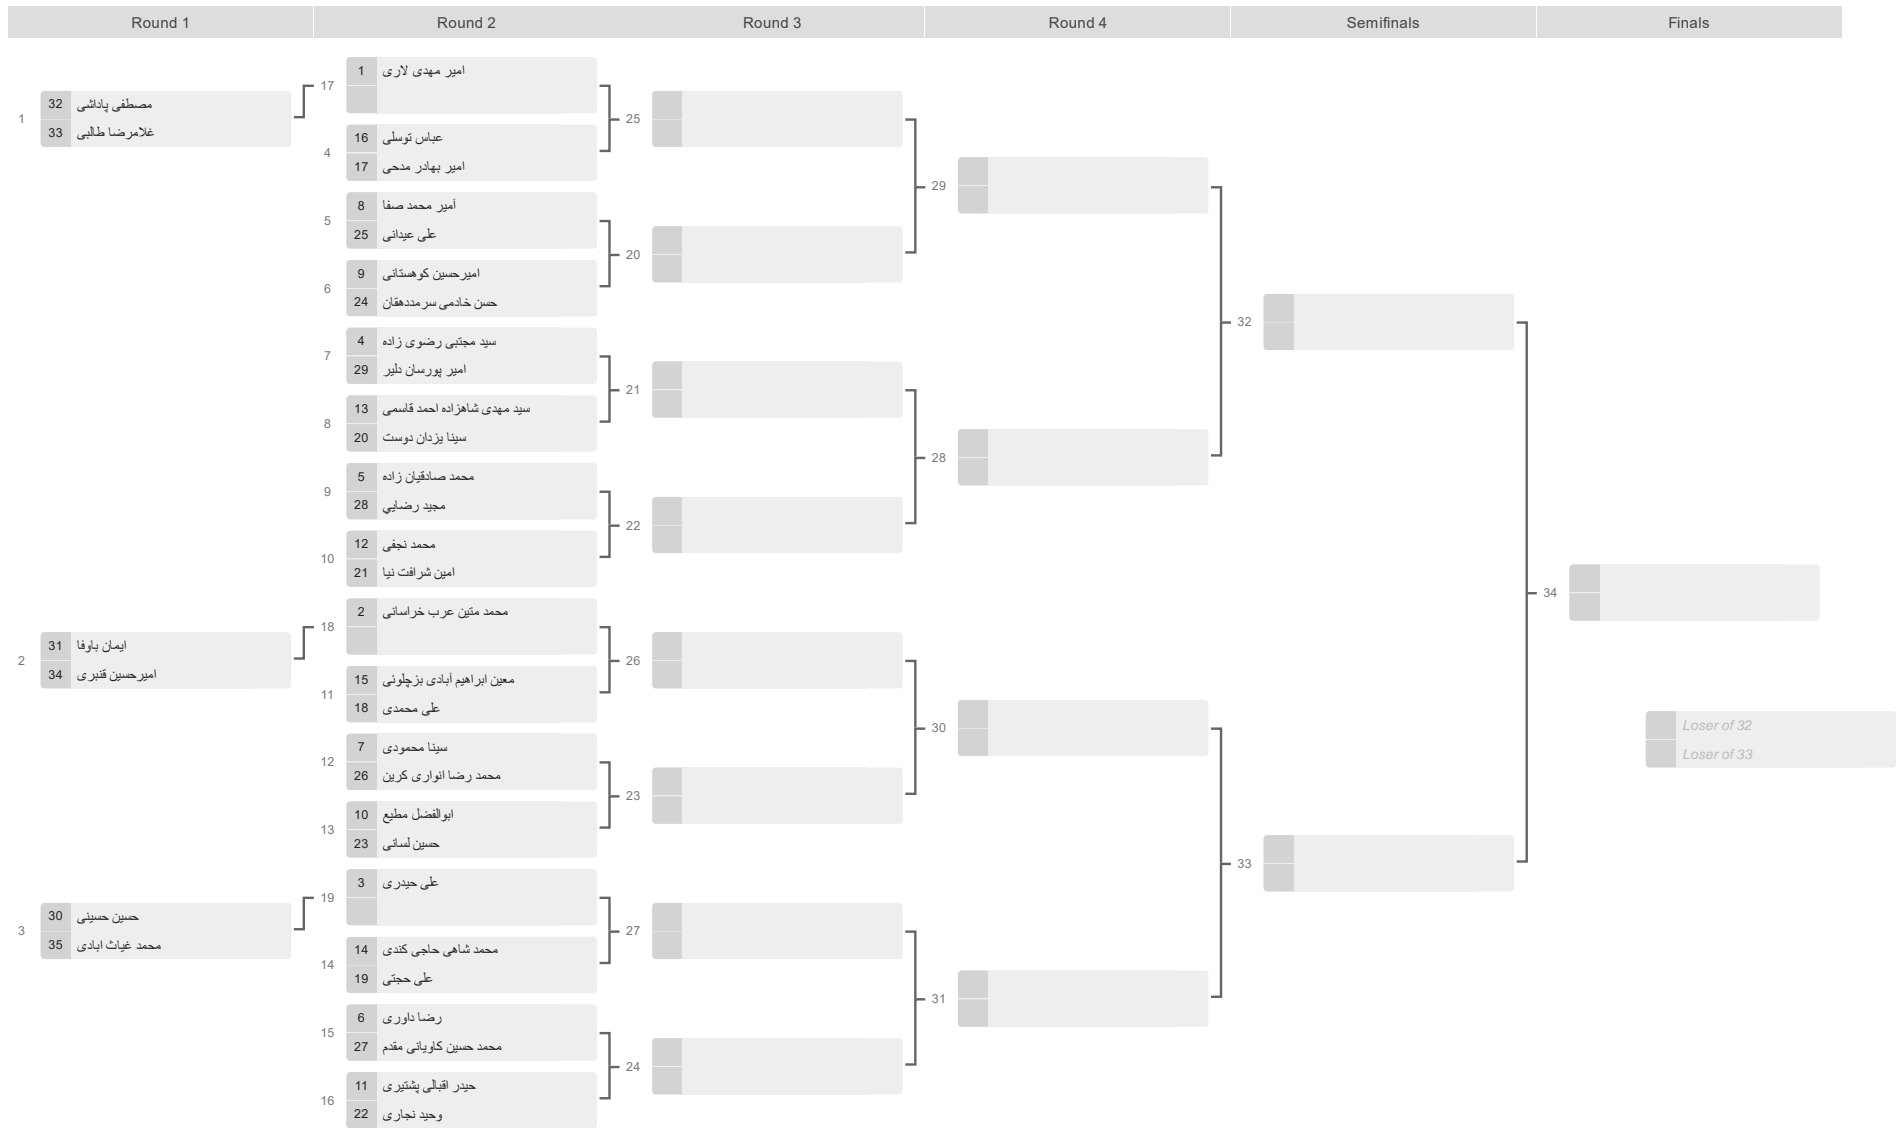 Round 1
Round 2
Round 3
Round 4
Semifinals
Finals
1
32 مصطفی پاداشی
33 غلامرضا طالبی
2
31 ایمان باوفا
34 امیرحسین قنبری
3
30 حسین حسینی
35 محمد غیاث ابادی
17
1 امیر مهدی لاری
4
16 عباس توسلی
17 امیر بهادر مدحی
5
8 امیر محمد صفا
25 علی عیدانی
6
9 امیرحسین کوهستانی
24 حسن خادمی سرمددهقان
7
4 سید مجتبی رضوی زاده
29 امیر پورسان دلیر
8
13 سید مهدی شاهزاده احمد قاسمی
20 سینا یزدان دوست
9
5 محمد صادقیان زاده
28 مجید رضايي
10
12 محمد نجفی
21 امین شرافت نیا
18
2 محمد متین عرب خراسانی
11
15 معین ابراهیم آبادی بزچلوئی
18 علی محمدی
12
7 سینا محمودی
26 محمد رضا انواری کرین
13
10 ابوالفضل مطیع
23 حسین لسانی
19
3 علی حیدری
14
14 محمد شاهی حاجی کندی
19 علی حجتی
15
6 رضا داوری
27 محمد حسین کاویانی مقدم
16
11 حیدر اقبالی پشتیری
22 وحید نجاری
25
20
21
22
26
23
27
24
29
28
30
31
32
33
34
Loser of 32
Loser of 33